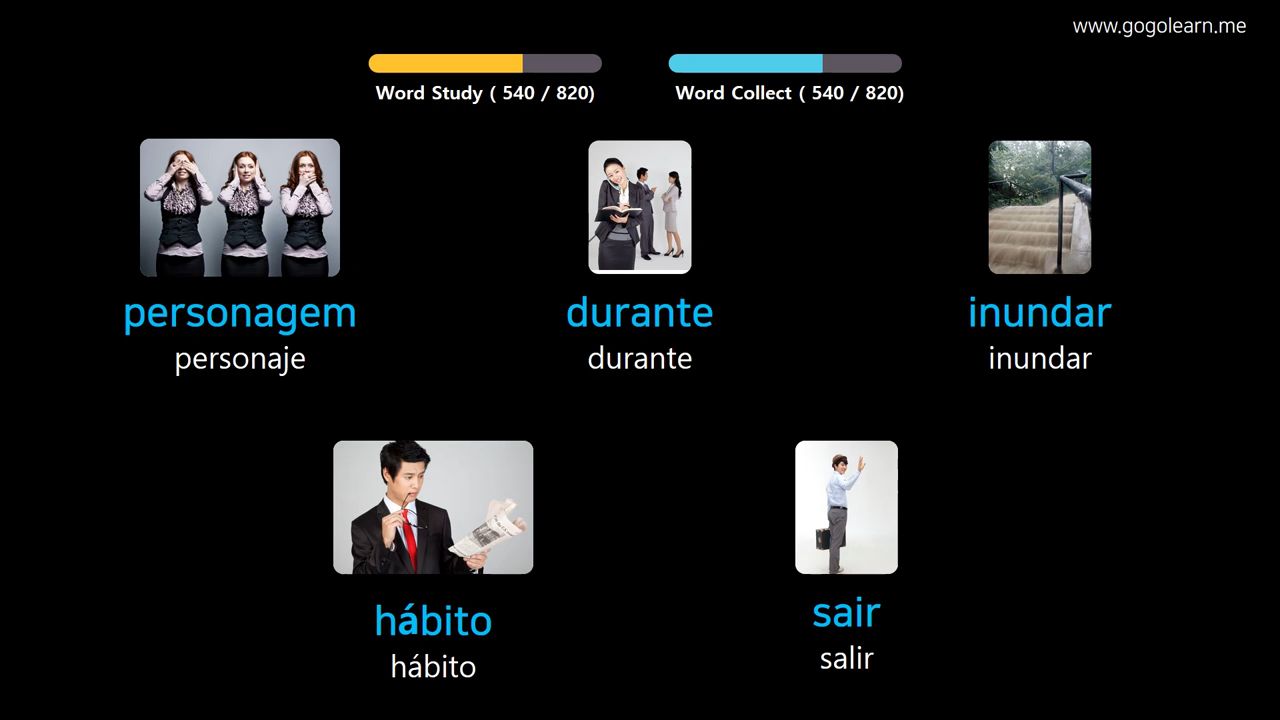 www.gogolearn.me
Word Study ( 540 / 820)
Word Collect ( 540 / 820)
personagem
personaje
durante
durante
inundar
inundar
hábito
hábito
sair
salir